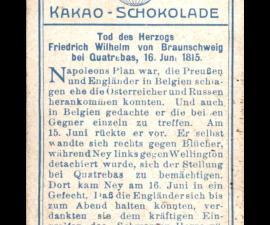 KAKAO - SCHOKOLADE
Tod des Herzogs
Friedrich Wilhelm von Braunschweig
bei Quatrebas, 16. Juni 1815.
Napoleons Plan war, die Preußen
und Engländer in Belgien schla-
gen ehe die Österreicher und Russen
herankommen konnten. Und auch
in Belgien gedachte er die beiden
Gegner einzeln zu treffen. Am
15. Juni rückte er vor. Er selbst
wandte sich rechts gegen Blücher,
während Ney links gegen Wellington
detachiert wurde, sich der Stellung
bei Quatrebas zu bemächtigen.
Dort kam Ney am 16. Juni in ein
Gefecht. Daß die Engländer sich bis
zum Abend halten konnten, ver-
dankten sie dem kräftigen Ein-